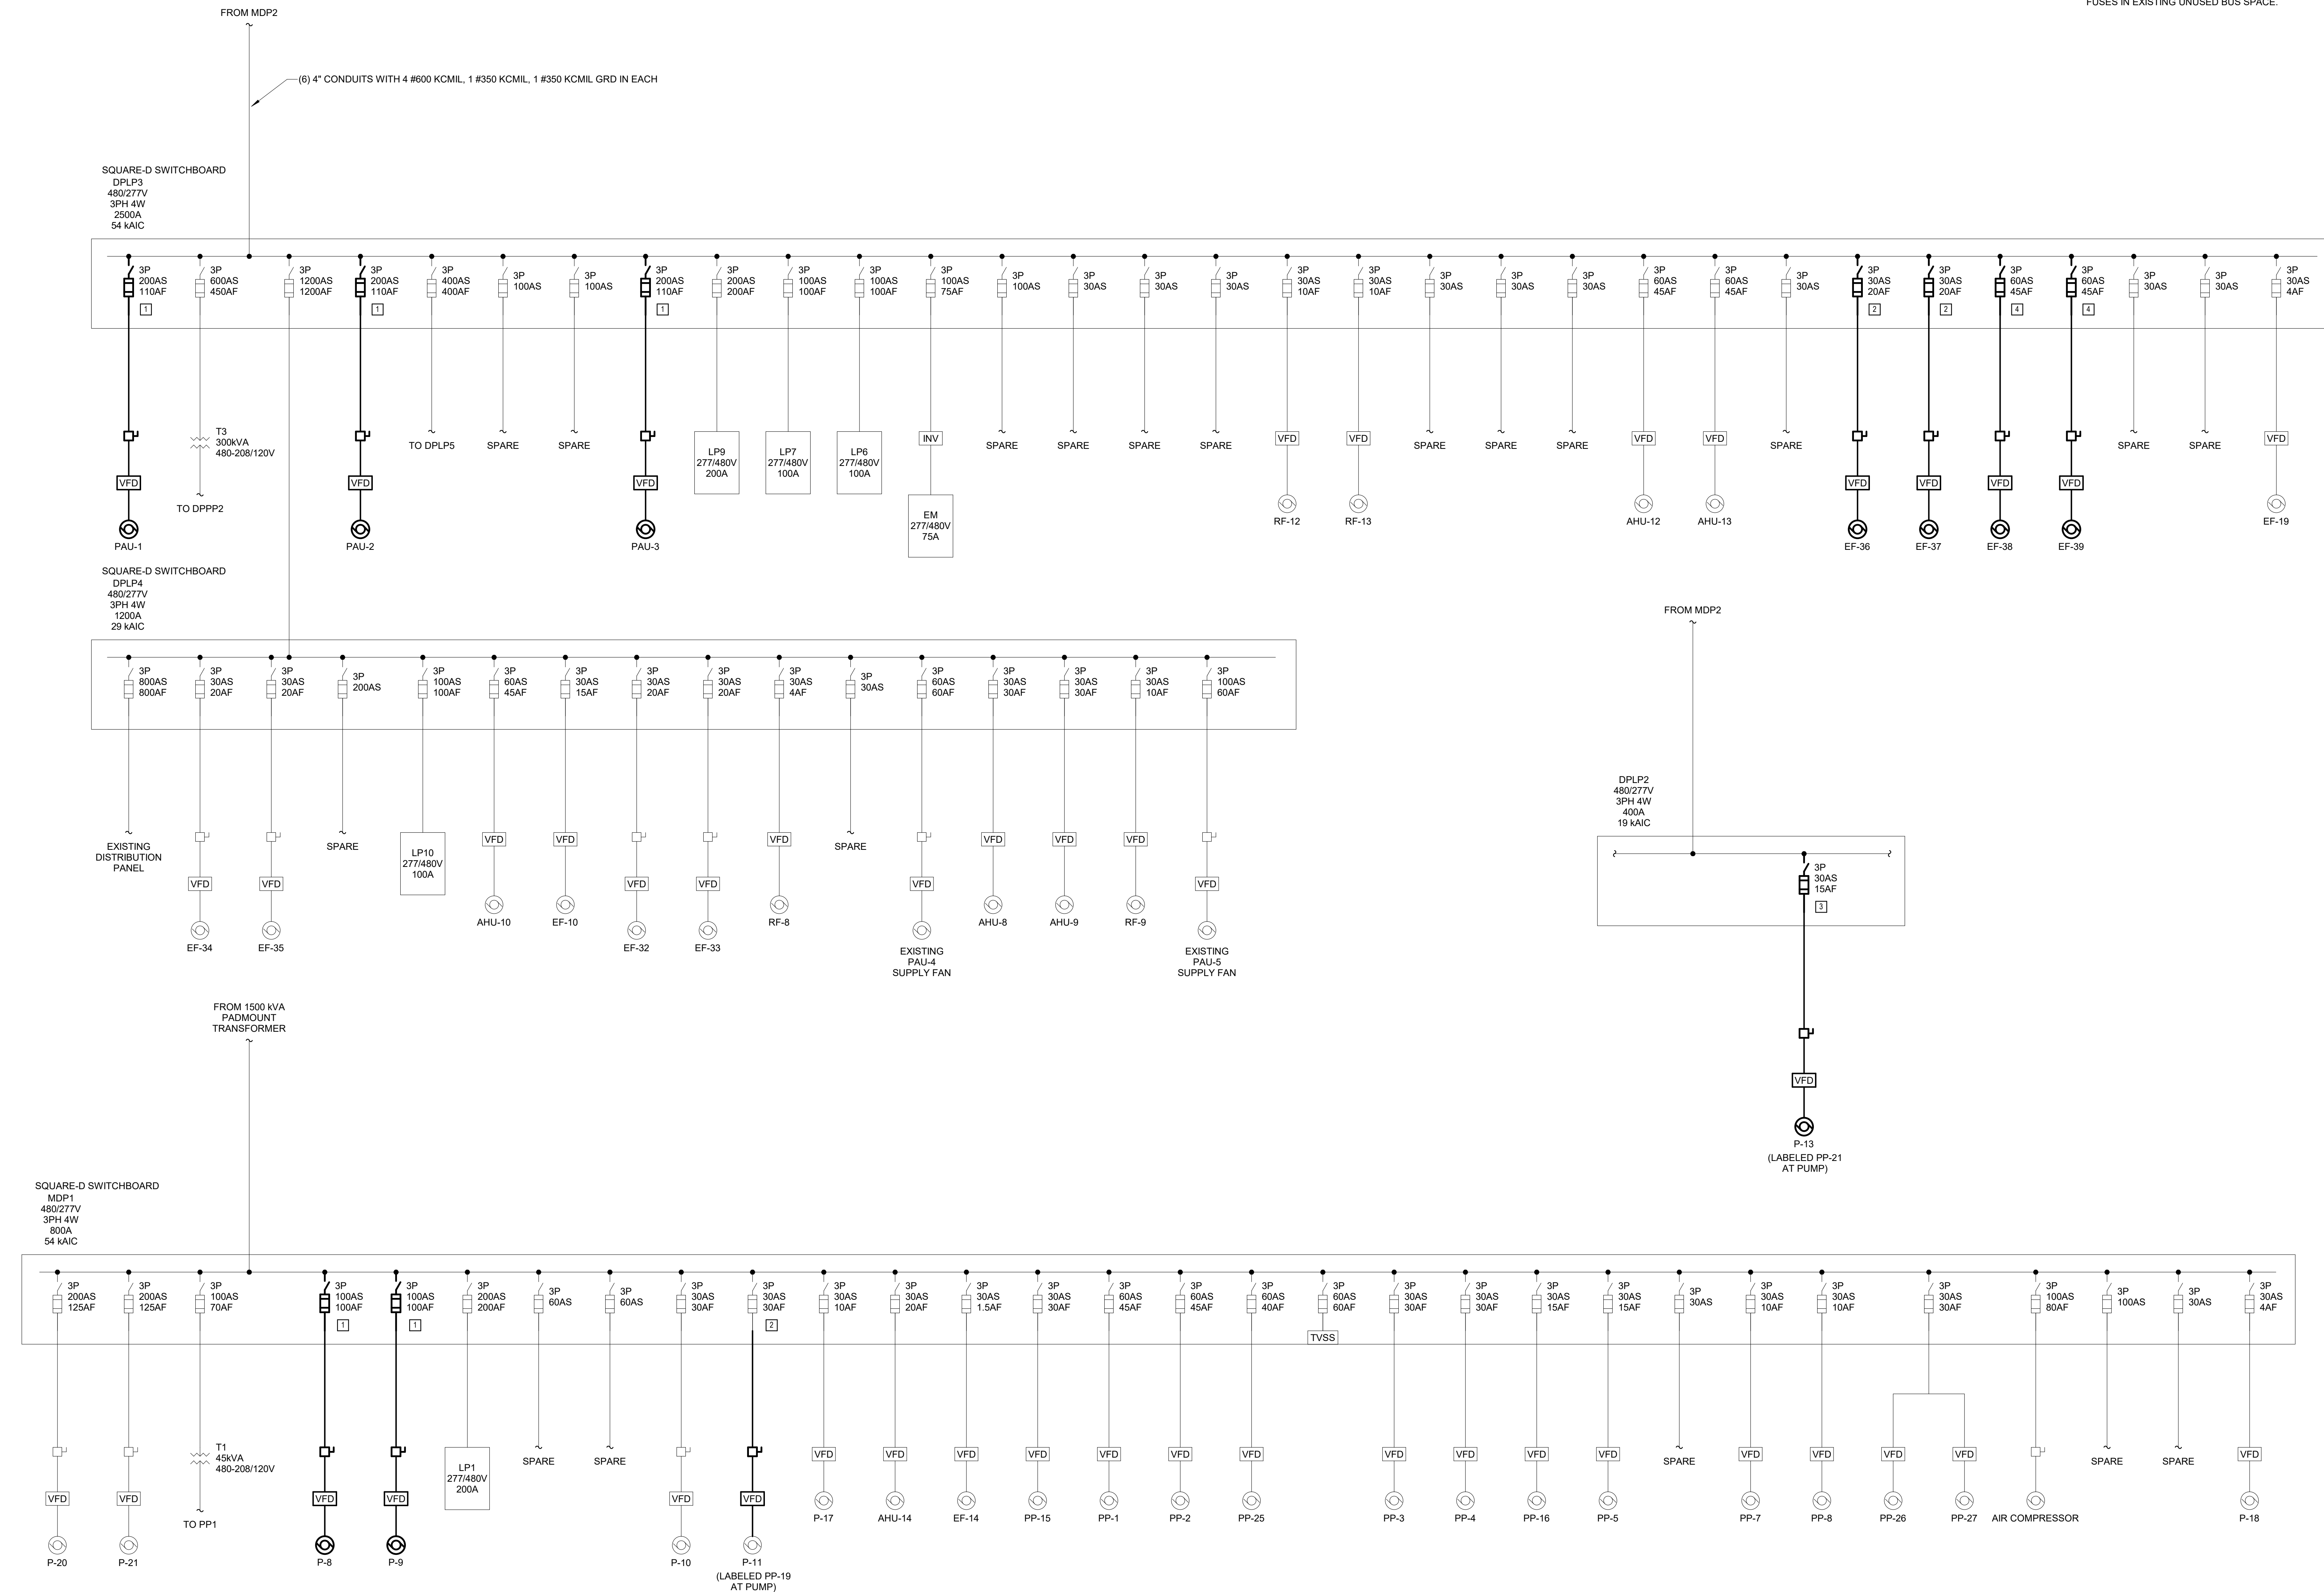 FUSES IN EXISTING UNUSED BUS SPACE.
FROM MDP2
(6) 4" CONDUITS WITH 4 #600 KCMIL, 1 #350 KCMIL, 1 #350 KCMIL GRD IN EACH
SQUARE-D SWITCHBOARD
DPLP3
480/277V
3PH 4W
2500A
54 kAIC
3P
200AS
110AF
1
PAU-1
VFD
3P
600AS
450AF
T3
300kVA
480-208/120V
TO DPPP2
3P
1200AS
1200AF
3P
200AS
110AF
1
VFD
PAU-2
3P
400AS
400AF
TO DPLP5
3P
100AS
SPARE
3P
100AS
SPARE
3P
200AS
110AF
1
VFD
PAU-3
3P
200AS
200AF
LP9
277/480V
200A
3P
100AS
100AF
LP7
277/480V
100A
3P
100AS
100AF
LP6
277/480V
100A
3P
100AS
75AF
INV
EM
277/480V
75A
3P
100AS
SPARE
3P
30AS
SPARE
3P
30AS
SPARE
3P
30AS
SPARE
3P
30AS
10AF
VFD
RF-12
3P
30AS
10AF
VFD
RF-13
3P
30AS
SPARE
3P
30AS
SPARE
3P
30AS
SPARE
3P
60AS
45AF
VFD
AHU-12
3P
60AS
45AF
VFD
AHU-13
3P
30AS
SPARE
3P
30AS
20AF
2
VFD
EF-36
3P
30AS
20AF
2
VFD
EF-37
3P
60AS
45AF
4
VFD
EF-38
3P
60AS
45AF
4
VFD
EF-39
3P
30AS
SPARE
3P
30AS
SPARE
3P
30AS
4AF
VFD
EF-19
SQUARE-D SWITCHBOARD
DPLP4
480/277V
3PH 4W
1200A
29 kAIC
3P
800AS
800AF
EXISTING
DISTRIBUTION
PANEL
3P
30AS
20AF
VFD
EF-34
3P
30AS
20AF
VFD
EF-35
3P
200AS
SPARE
3P
100AS
100AF
LP10
277/480V
100A
3P
60AS
45AF
VFD
AHU-10
3P
30AS
15AF
VFD
EF-10
3P
30AS
20AF
VFD
EF-32
3P
30AS
20AF
VFD
EF-33
3P
30AS
4AF
VFD
RF-8
3P
30AS
SPARE
3P
60AS
60AF
VFD
EXISTING
PAU-4
SUPPLY FAN
3P
30AS
30AF
VFD
AHU-8
3P
30AS
30AF
VFD
AHU-9
3P
30AS
10AF
VFD
RF-9
3P
100AS
60AF
VFD
EXISTING
PAU-5
SUPPLY FAN
FROM MDP2
DPLP2
480/277V
3PH 4W
400A
19 kAIC
3P
30AS
15AF
3
VFD
P-13
(LABELED PP-21
AT PUMP)
FROM 1500 kVA
PADMOUNT
TRANSFORMER
SQUARE-D SWITCHBOARD
MDP1
480/277V
3PH 4W
800A
54 kAIC
3P
200AS
125AF
VFD
P-20
3P
200AS
125AF
VFD
P-21
3P
100AS
70AF
T1
45kVA
480-208/120V
TO PP1
3P
100AS
100AF
1
VFD
P-8
3P
100AS
100AF
1
VFD
P-9
3P
200AS
200AF
LP1
277/480V
200A
3P
60AS
SPARE
3P
60AS
SPARE
3P
30AS
30AF
VFD
P-10
3P
30AS
30AF
2
VFD
P-11
(LABELED PP-19
AT PUMP)
3P
30AS
10AF
VFD
P-17
3P
30AS
20AF
VFD
AHU-14
3P
30AS
1.5AF
VFD
EF-14
3P
30AS
30AF
VFD
PP-15
3P
60AS
45AF
VFD
PP-1
3P
60AS
45AF
VFD
PP-2
3P
60AS
40AF
VFD
PP-25
3P
60AS
60AF
TVSS
3P
30AS
30AF
VFD
PP-3
3P
30AS
30AF
VFD
PP-4
3P
30AS
15AF
VFD
PP-16
3P
30AS
15AF
VFD
PP-5
3P
30AS
SPARE
3P
30AS
10AF
VFD
PP-7
3P
30AS
10AF
VFD
PP-8
3P
30AS
30AF
VFD
PP-26
VFD
PP-27
3P
100AS
80AF
AIR COMPRESSOR
3P
100AS
SPARE
3P
30AS
SPARE
3P
30AS
4AF
VFD
P-18